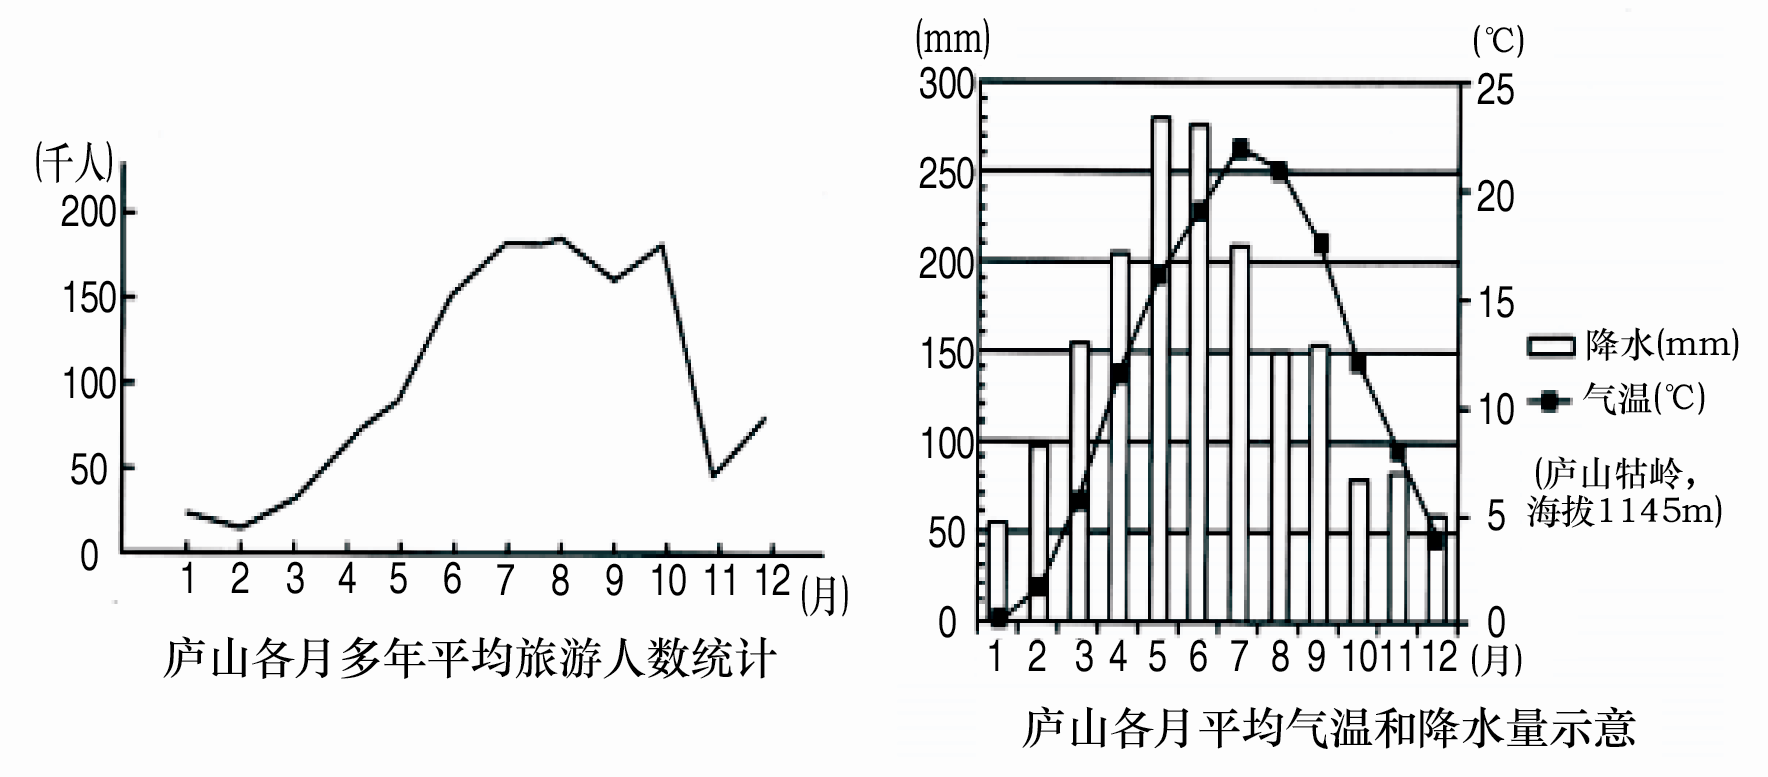 (千人)
200
150
100
50
0
1 2 3 4 5 6 7 8 9 10 11 12 (月)
庐山各月多年平均旅游人数统计
(mm)
(℃)
300
250
200
150
100
50
0
25
20
15
10
5
0
1 2 3 4 5 6 7 8 9 10 11 12 (月)
降水(mm)
气温(℃)
(庐山牯岭,
海拔1145m)
庐山各月平均气温和降水量示意